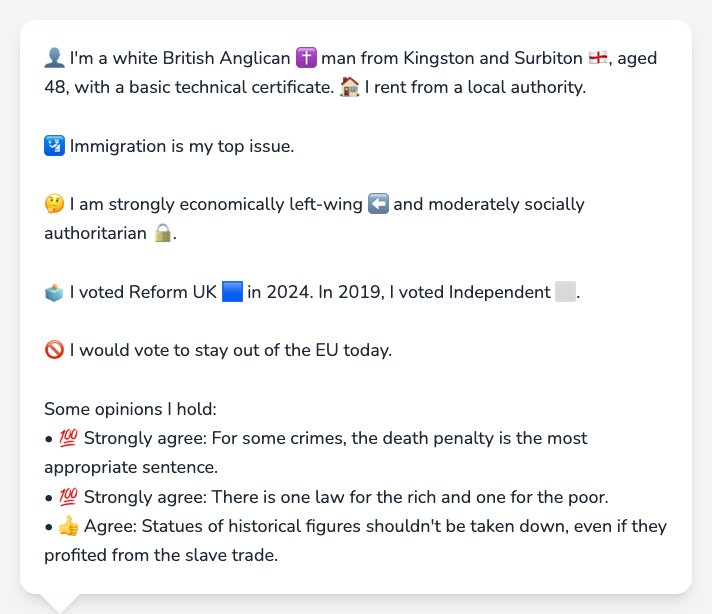 👤 I'm a white British Anglican ✝️ man from Kingston and Surbiton 🏴󠁧󠁢󠁥󠁮󠁧󠁿, aged
48, with a basic technical certificate. 🏠 I rent from a local authority.
🛂 Immigration is my top issue.
🤔 I am strongly economically left-wing ⬅️ and moderately socially
authoritarian 🔒.
🗳️ I voted Reform UK 🟦 in 2024. In 2019, I voted Independent ⬜.
🚫 I would vote to stay out of the EU today.
Some opinions I hold:
• 💯 Strongly agree: For some crimes, the death penalty is the most
appropriate sentence.
• 💯 Strongly agree: There is one law for the rich and one for the poor.
• 👍 Agree: Statues of historical figures shouldn't be taken down, even if they
profited from the slave trade.